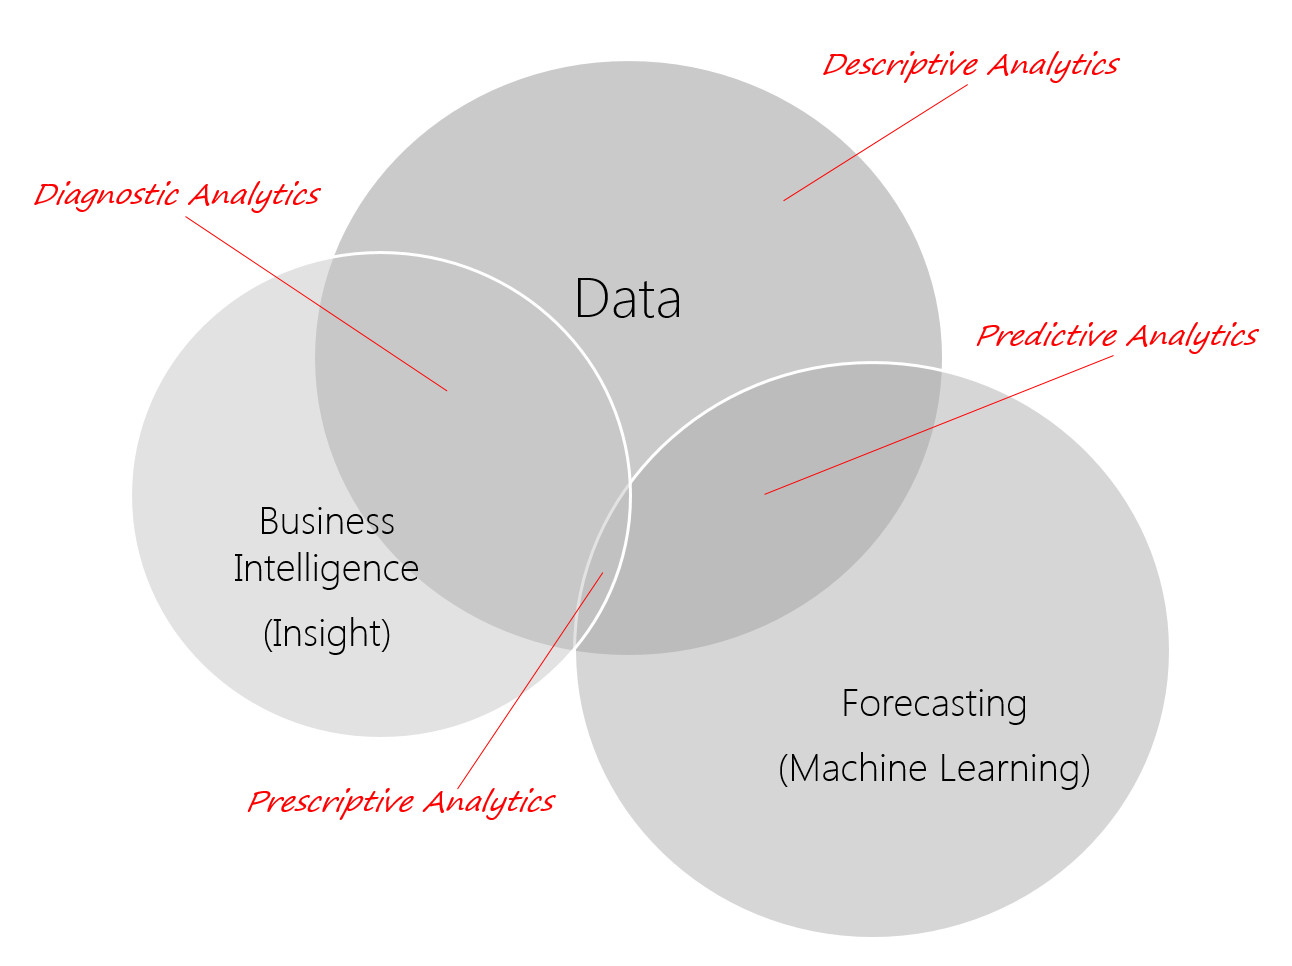 Descriptive Analytics
Diagnostic Analytics
Data
Predictive Analytics
Business
Intelligence
(Insight)
Forecasting
(Machine Learning)
Prescriptive Analytics